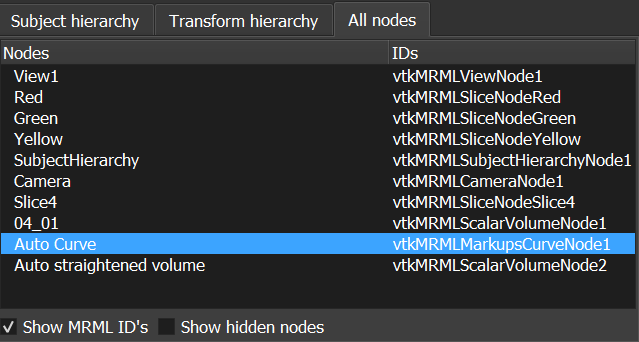 Subject hierarchy Transform hierarchy All nodes
Nodes IDs
View1 vtkMRMLViewNode1
Red vtkMRMLSliceNodeRed
Green vtkMRMLSliceNodeGreen
Yellow vtkMRMLSliceNodeYellow
SubjectHierarchy vtkMRMLSubjectHierarchyNode1
Camera vtkMRMLCameraNode1
Slice4 vtkMRMLSliceNodeSlice4
04_01 vtkMRMLScalarVolumeNode1
Auto Curve vtkMRMLMarkupsCurveNode1
Auto straightened volume vtkMRMLScalarVolumeNode2
Show MRML ID's Show hidden nodes